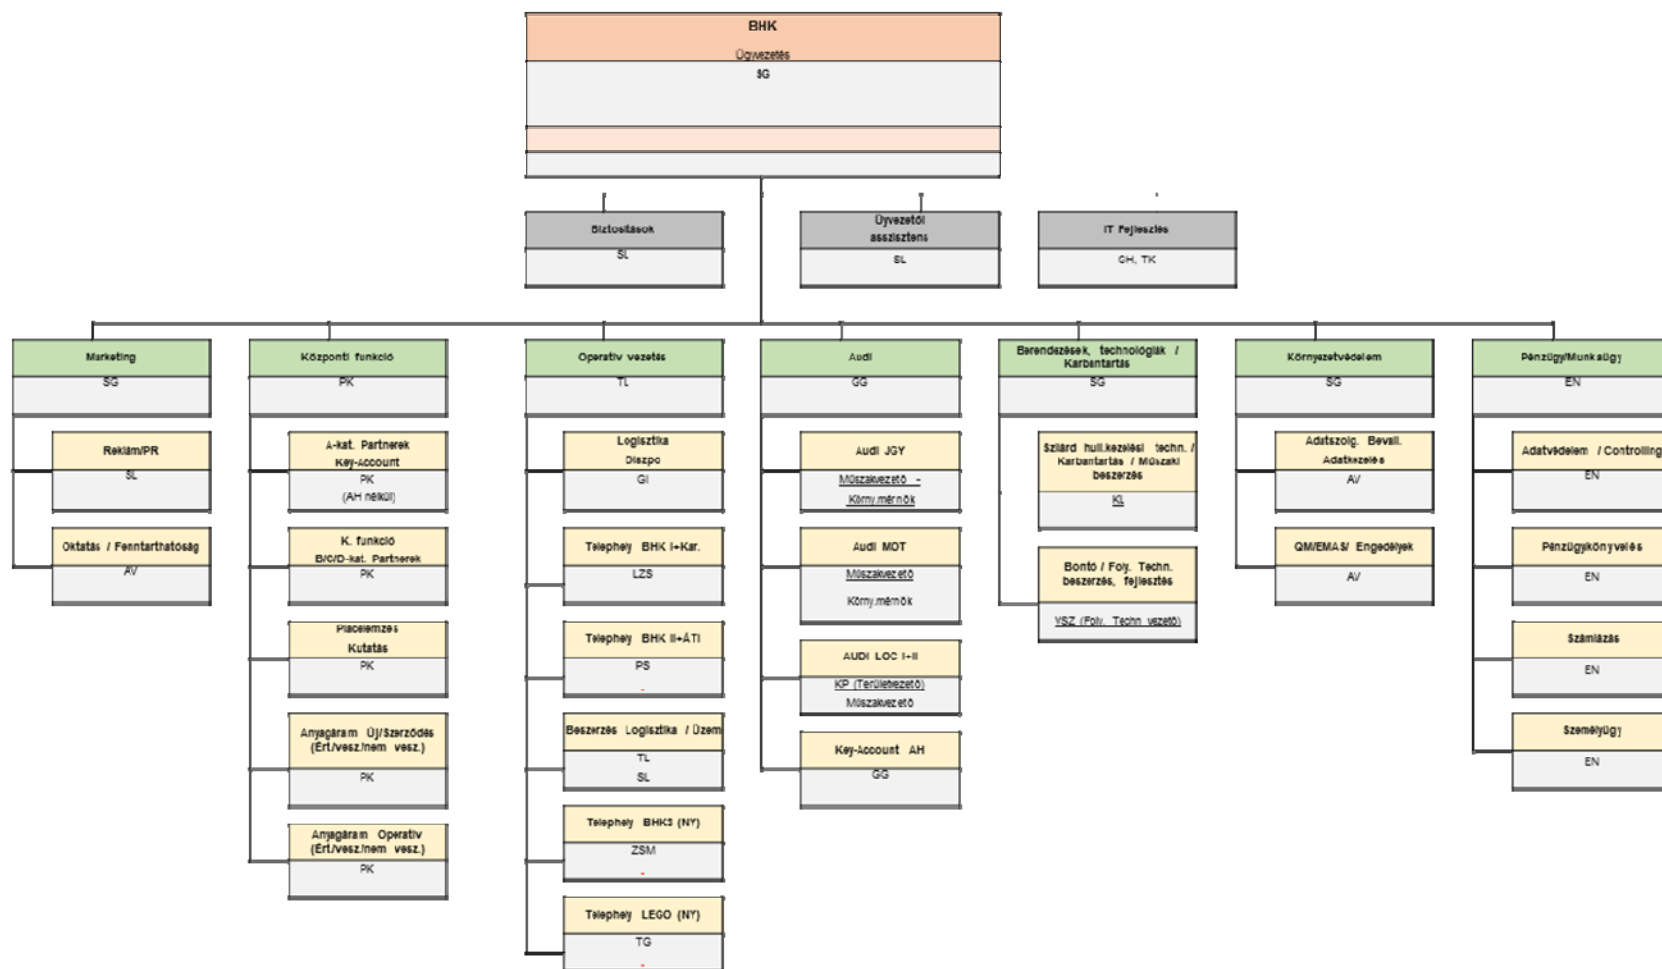 BHK
Ügyvezetés
SG
Biztosítások
SL
Üyvezetői
asszisztens
SL
IT Fejlesztés
GH, TK
Marketing
SG
Reklám/PR
SL
Oktatás / Fenntarthatóság
AV
Központi funkció
PK
A-kat. Partnerek
Key-Account
PK
(AH nélkül)
K. funkció
B/C/D-kat. Partnerek
PK
Piacelemzés
Kutatás
PK
Anyagáram Új/Szerződés
(Ért./vesz./nem vesz.)
PK
Anyagáram Operatív
(Ért./vesz./nem vesz.)
PK
Operatív vezetés
TL
Logisztika
Diszpo
GI
Telephely BHK I+Kar.
LZS
Telephely BHK II+ÁTI
PS
-
Beszerzés Logisztika / Üzem
TL
SL
Telephely BHK3 (NY)
ZSM
-
Telephely LEGO (NY)
TG
-
Audi
GG
Audi JGY
Műszakvezető -
Körny.mérnök
Audi MOT
Műszakvezető
Körny.mérnök
AUDI LOC I+II
KP (Területvezető)
Műszakvezető
Key-Account AH
GG
Berendezések, technológiák /
Karbantartás
SG
Szilárd hull.kezelési techn. /
Karbantartás / Műszaki
beszerzés
KL
Bontó / Foly. Techn.
beszerzés, fejlesztés
YSZ (Foly. Techn vezető)
Környezetvédelem
SG
Adatszolg. Bevall.
Adatkezelés
AV
QM/EMAS/ Engedélyek
AV
Pénzügy/Munkaügy
EN
Adatvédelem / Controlling
EN
Pénzügykönyvelés
EN
Számlázás
EN
Személyügy
EN